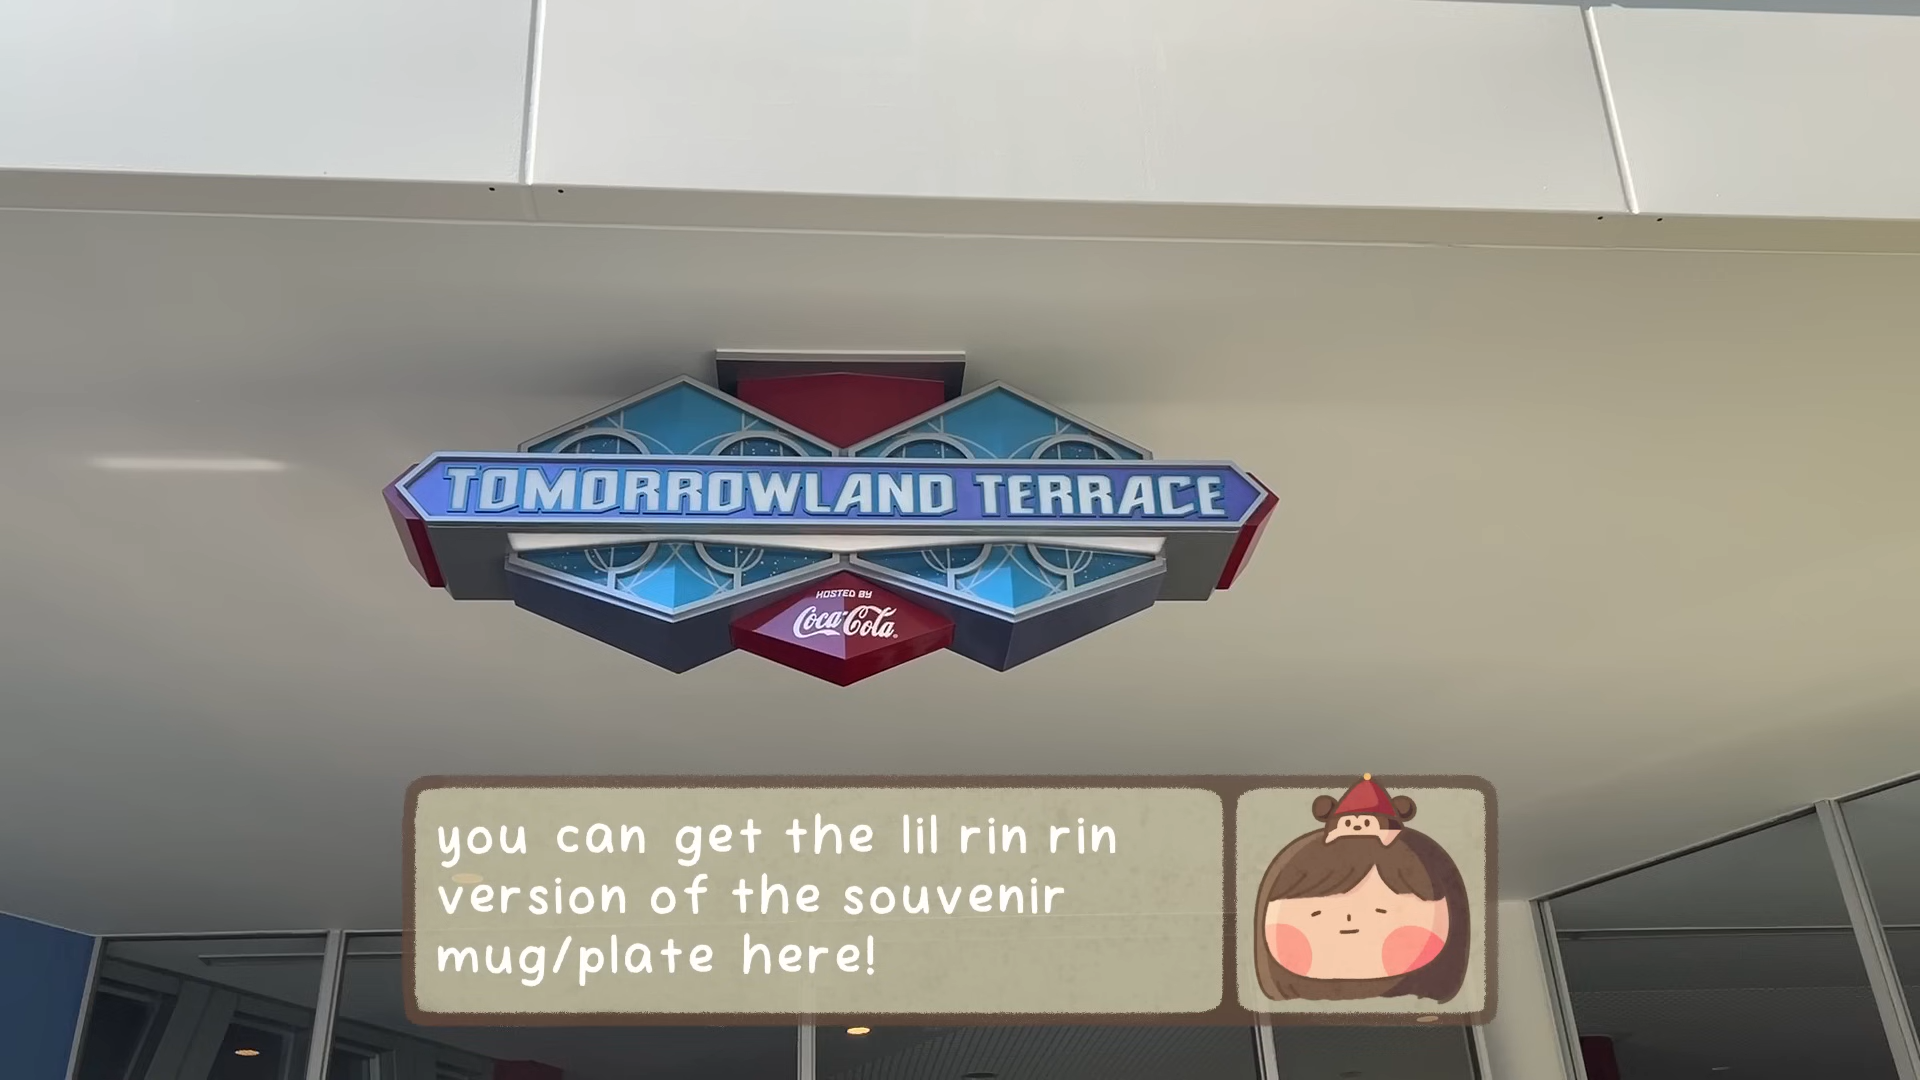 TOMORROWLAND TERRACE
HOSTED BY
Coca-Cola
you can get the lil rin rin
version of the souvenir
mug/plate here!